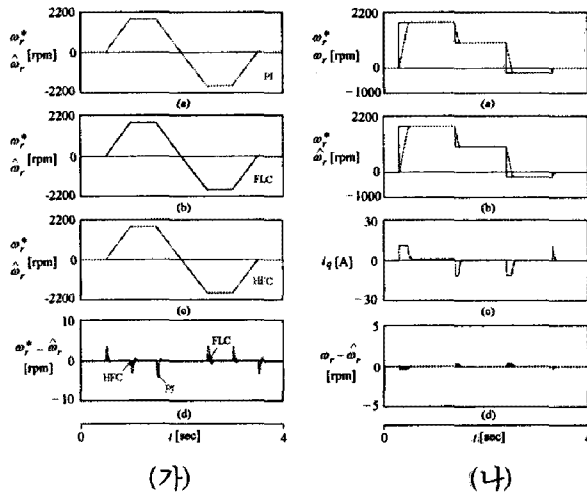 2200
ω_r^*
ω̂_r [rpm]
0
-2200
PI
(a)
2200
ω_r^*
ω̂_r [rpm]
0
-2200
FLC
(b)
2200
ω_r^*
ω̂_r [rpm]
0
-2200
HFC
(c)
10
ω_r^* - ω̂_r
[rpm]
0
-10
FLC
HFC
PI
(d)
0
t [sec]
4
(가)
2200
ω_r^*
ω_r [rpm]
0
-1000
(a)
2200
ω_r^*
ω̂_r [rpm]
0
-1000
(b)
30
i_q [A]
0
-30
(c)
5
ω_r - ω̂_r
[rpm]
0
-5
(d)
0
[sec]
4
(나)